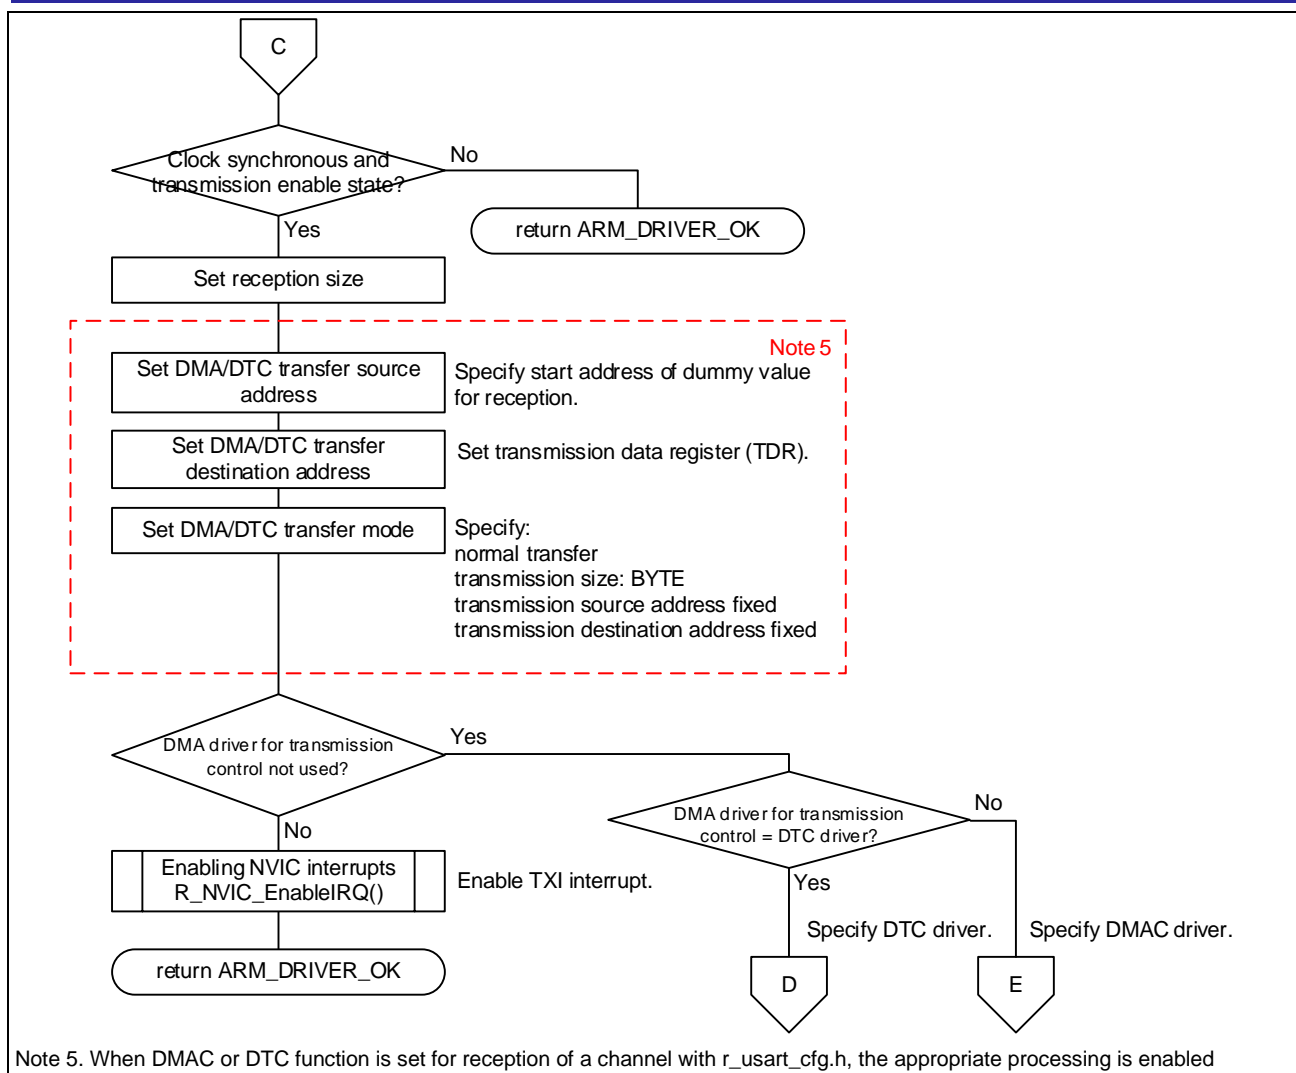 C
Clock synchronous and
transmission enable state?
No
return ARM_DRIVER_OK
Yes
Set reception size
Note 5
Set DMA/DTC transfer source
address
Specify start address of dummy value
for reception.
Set DMA/DTC transfer
destination address
Set transmission data register (TDR).
Set DMA/DTC transfer mode
Specify:
normal transfer
transmission size: BYTE
transmission source address fixed
transmission destination address fixed
DMA driver for transmission
control not used?
Yes
No
DMA driver for transmission
control = DTC driver?
No
Yes
Enabling NVIC interrupts
R_NVIC_EnableIRQ()
Enable TXI interrupt.
Specify DTC driver.
Specify DMAC driver.
return ARM_DRIVER_OK
D
E
Note 5. When DMAC or DTC function is set for reception of a channel with r_usart_cfg.h, the appropriate processing is enabled